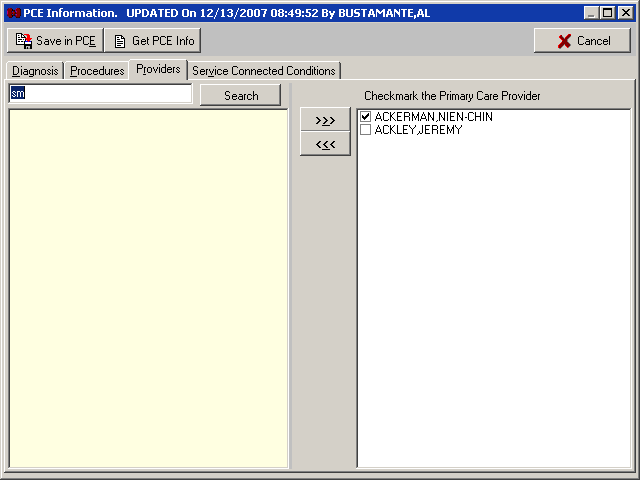 PCE Information.   UPDATED On 12/13/2007 08:49:52 By BUSTAMANTE,AL
Save in PCE
Get PCE Info
Cancel
Diagnosis
Procedures
Providers
Service Connected Conditions
sm
Search
Checkmark the Primary Care Provider
>>>
<<<
ACKERMAN,NIEN-CHIN
ACKLEY,JEREMY